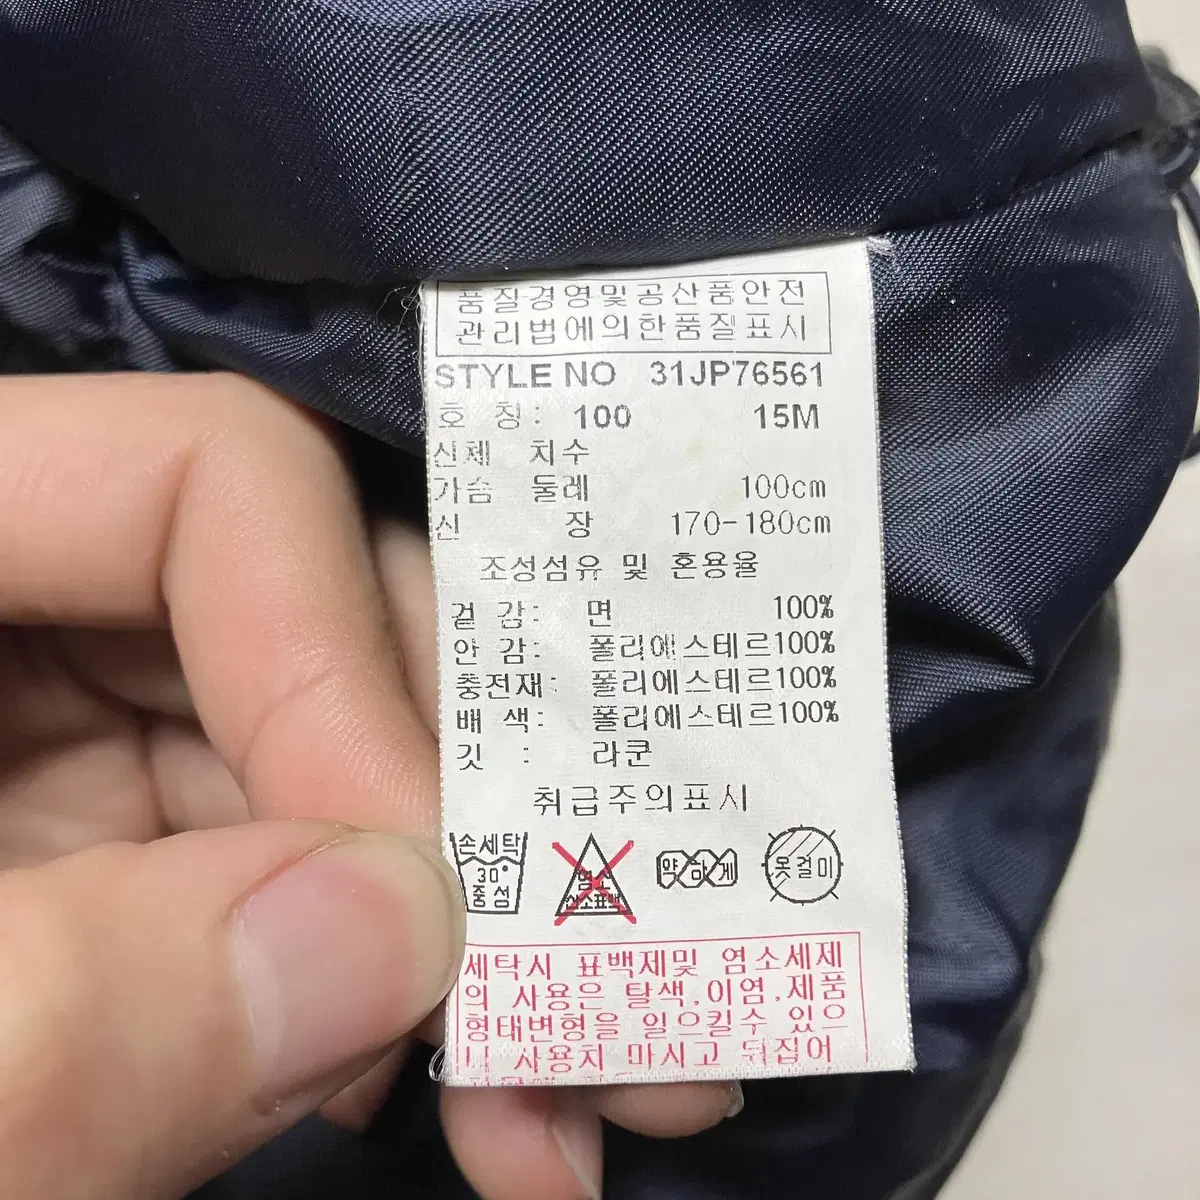 품질경영및공산품안전
관리법에의한품질표시
STYLE NO 31JP76561
호 칭: 100 15M
신체 치수
가슴 둘레 100cm
신 장 170-180cm
조성섬유 및 혼용율
겉 감: 면 100%
안 감: 폴리에스테르100%
충전재: 폴리에스테르100%
배 색: 폴리에스테르100%
깃 : 라쿤
취급주의표시
손세탁
30°
중성
염소
산소표백
약하게
옷걸이
세탁시 표백제및 염소세제
의 사용은 탈색,이염,제품
형태변형을 일으킬수 있으
니 사용치 마시고 뒤집어